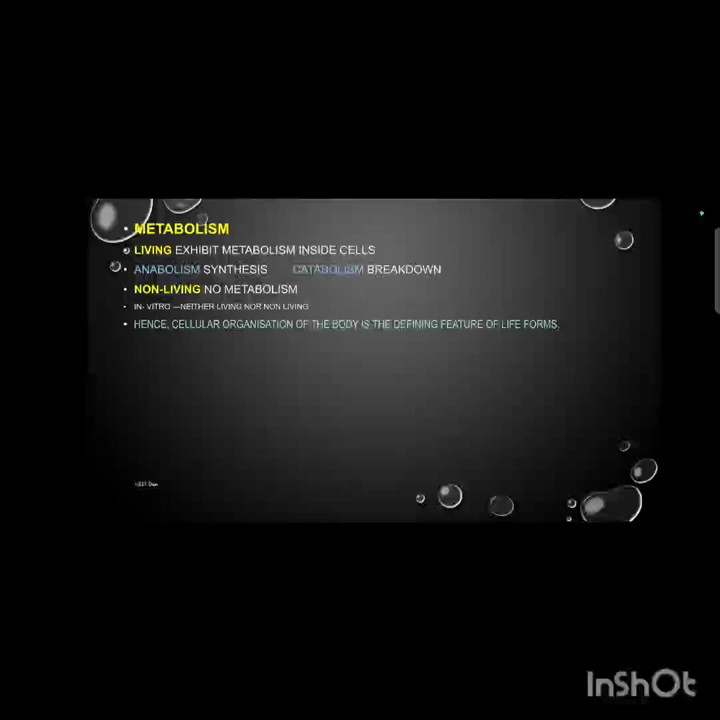 METABOLISM
LIVING EXHIBIT METABOLISM INSIDE CELLS
ANABOLISM SYNTHESIS CATABOLISM BREAKDOWN
NON-LIVING NO METABOLISM
IN- VITRO —NEITHER LIVING NOR NON LIVING
HENCE, CELLULAR ORGANISATION OF THE BODY IS THE DEFINING FEATURE OF LIFE FORMS.
InShOt